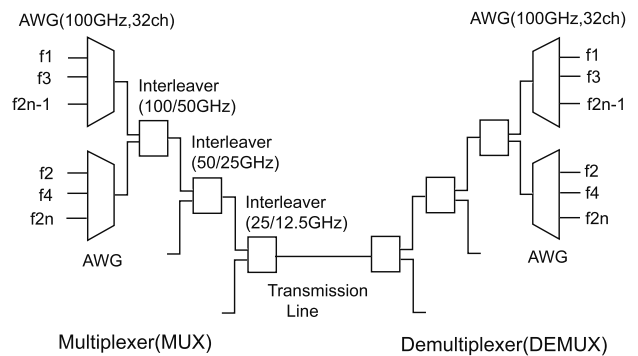 AWG(100GHz,32ch)
f1
f3
f2n-1
Interleaver
(100/50GHz)
f2
f4
f2n
AWG
Interleaver
(50/25GHz)
Interleaver
(25/12.5GHz)
Transmission
Line
Multiplexer(MUX)
AWG(100GHz,32ch)
f1
f3
f2n-1
f2
f4
f2n
AWG
Demultiplexer(DEMUX)